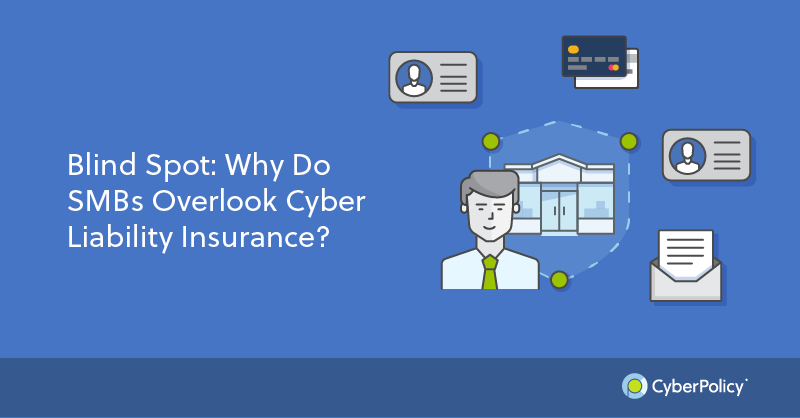 Blind Spot: Why Do
SMBs Overlook Cyber
Liability Insurance?
CyberPolicy